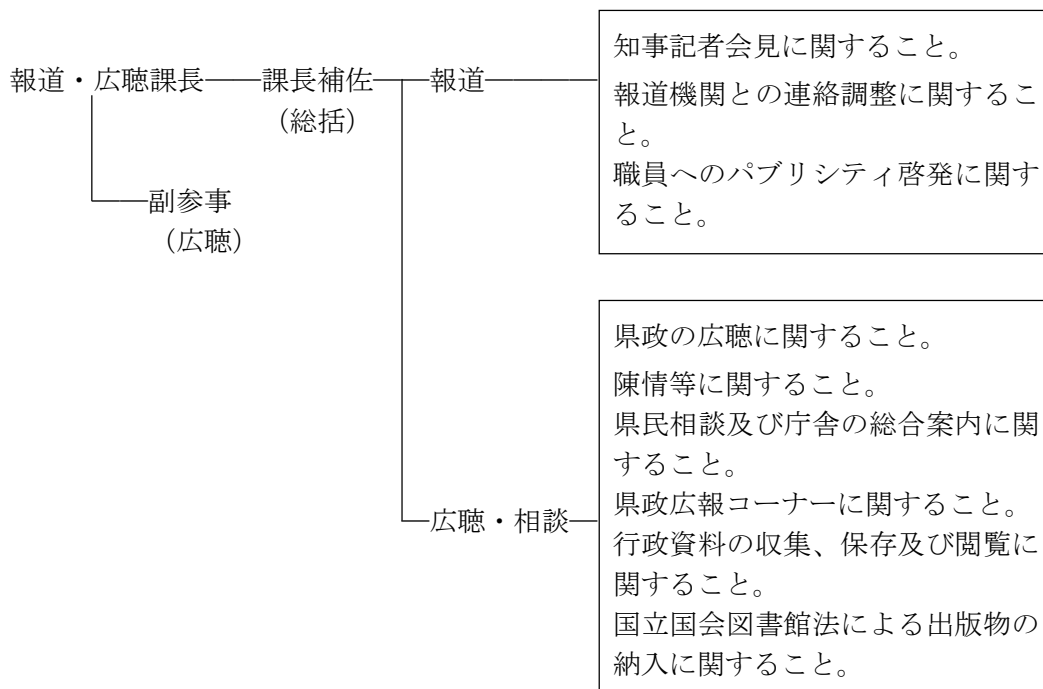 報道・広聴課長
課長補佐
(総括)
副参事
(広聴)
報道
知事記者会見に関すること。
報道機関との連絡調整に関するこ
と。
職員へのパブリシティ啓発に関す
ること。
広聴・相談
県政の広聴に関すること。
陳情等に関すること。
県民相談及び庁舎の総合案内に関
すること。
県政広報コーナーに関すること。
行政資料の収集、保存及び閲覧に
関すること。
国立国会図書館法による出版物の
納入に関すること。